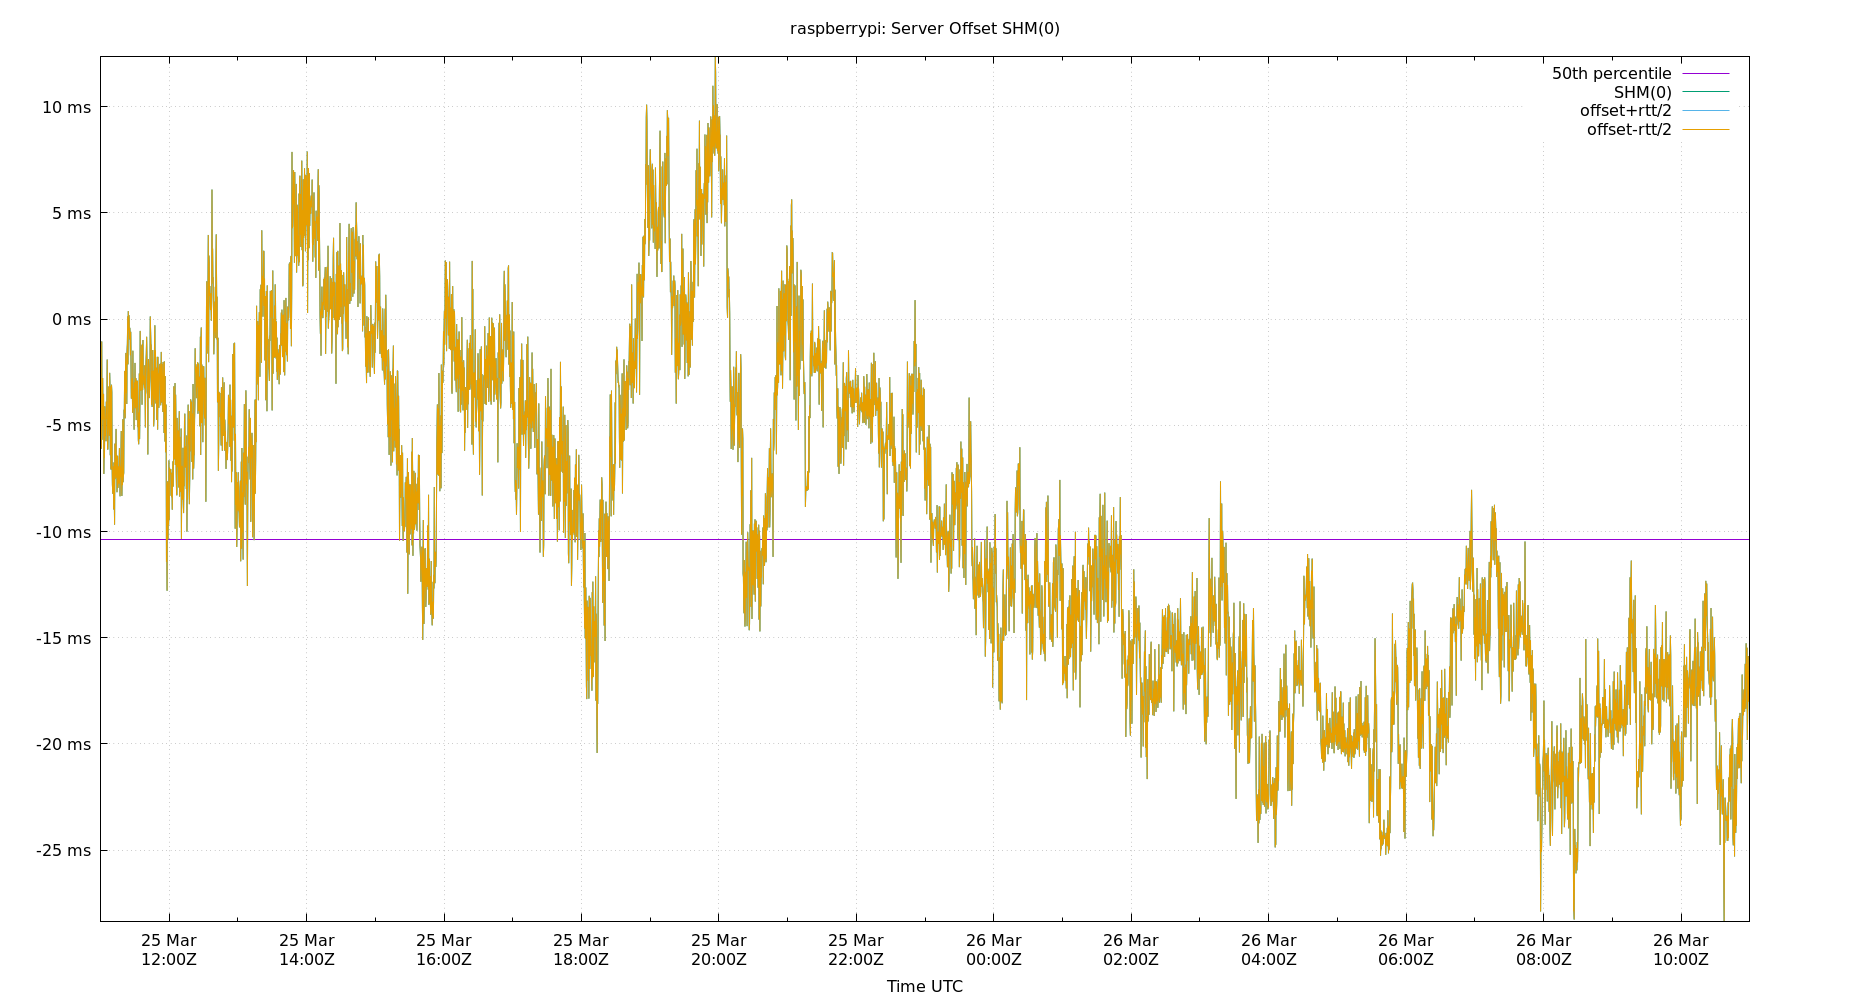 raspberrypi: Server Offset SHM(0)
50th percentile
SHM(0)
offset+rtt/2
offset-rtt/2
10 ms
5 ms
0 ms
-5 ms
-10 ms
-15 ms
-20 ms
-25 ms
25 Mar 25 Mar 25 Mar 25 Mar 25 Mar 25 Mar 26 Mar 26 Mar 26 Mar 26 Mar 26 Mar 26 Mar
12:00Z 14:00Z 16:00Z 18:00Z 20:00Z 22:00Z 00:00Z 02:00Z 04:00Z 06:00Z 08:00Z 10:00Z
Time UTC